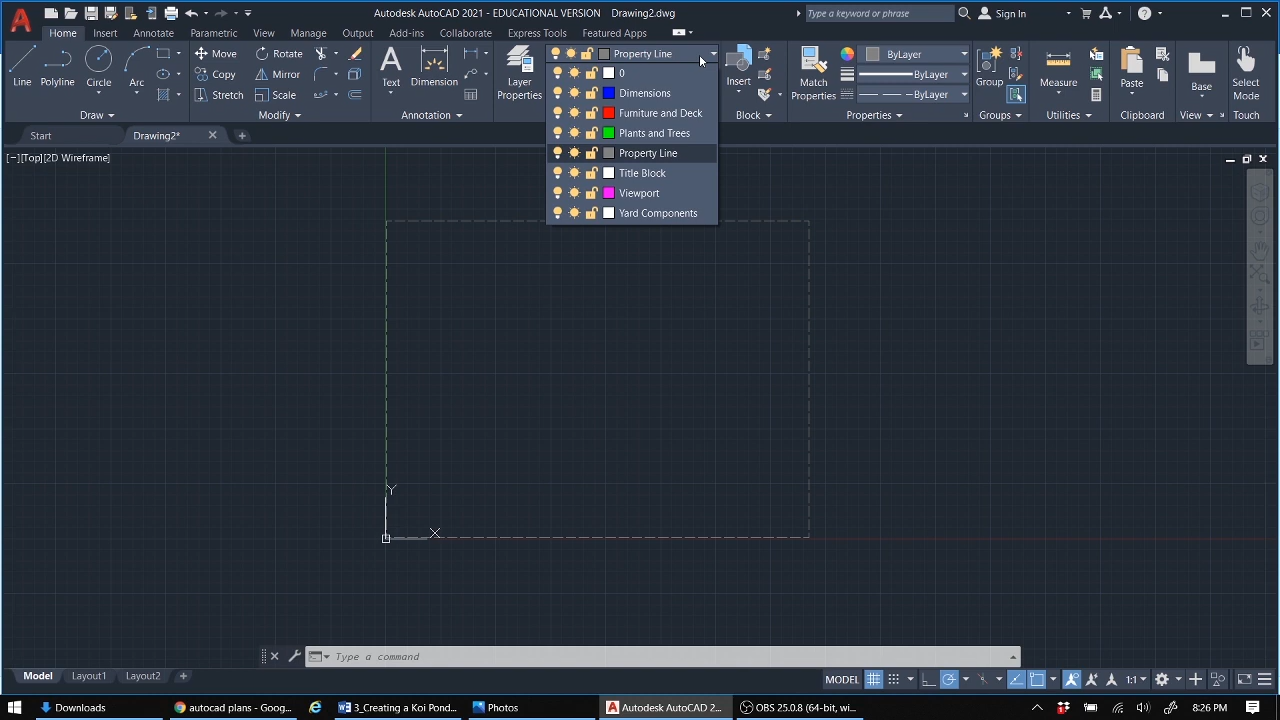 Autodesk AutoCAD 2021 - EDUCATIONAL VERSION Drawing2.dwg
Type a keyword or phrase
Sign In
Home Insert Annotate Parametric View Manage Output Add-ins Collaborate Express Tools Featured Apps
Line Polyline Circle Arc
Move Rotate Trim
Copy Mirror Fillet
Stretch Scale Array
Text Dimension
Layer Properties
Property Line
0
Dimensions
Furniture and Deck
Plants and Trees
Property Line
Title Block
Viewport
Yard Components
Insert
Match Properties
ByLayer
ByLayer
ByLayer
Group
Measure
Paste
Base
Select Mode
Draw Modify Annotation Block Properties Groups Utilities Clipboard View Touch
Start Drawing2*
[−][Top][2D Wireframe]
Y
X
Type a command
Model Layout1 Layout2
MODEL
1:1
Downloads
autocad plans - Goog...
3_Creating a Koi Pond...
Photos
Autodesk AutoCAD 2...
OBS 25.0.8 (64-bit, wi...
8:26 PM